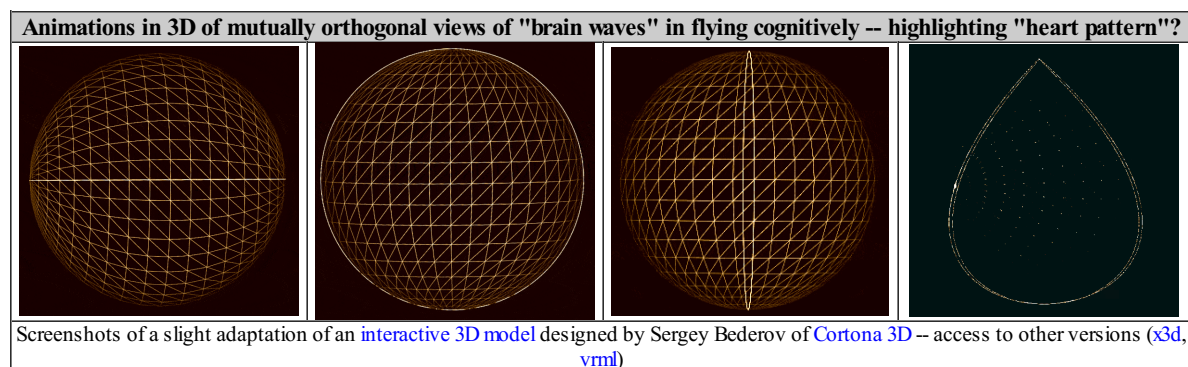 Animations in 3D of mutually orthogonal views of "brain waves" in flying cognitively -- highlighting "heart pattern"?
Screenshots of a slight adaptation of an interactive 3D model designed by Sergey Bederov of Cortona 3D -- access to other versions (x3d,
vrml)